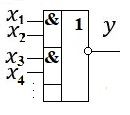 x₁ & 1 y
x₂
x₃ &
x₄